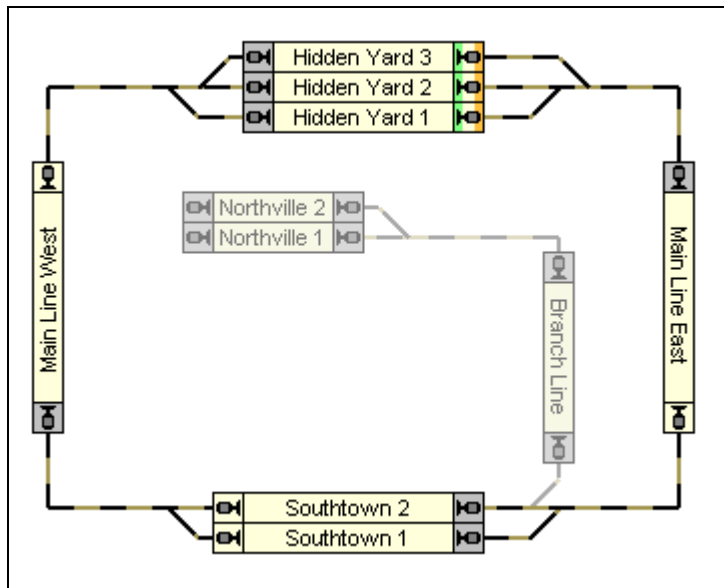 Hidden Yard 3
Hidden Yard 2
Hidden Yard 1
Main Line West
Northville 2
Northville 1
Branch Line
Main Line East
Southtown 2
Southtown 1